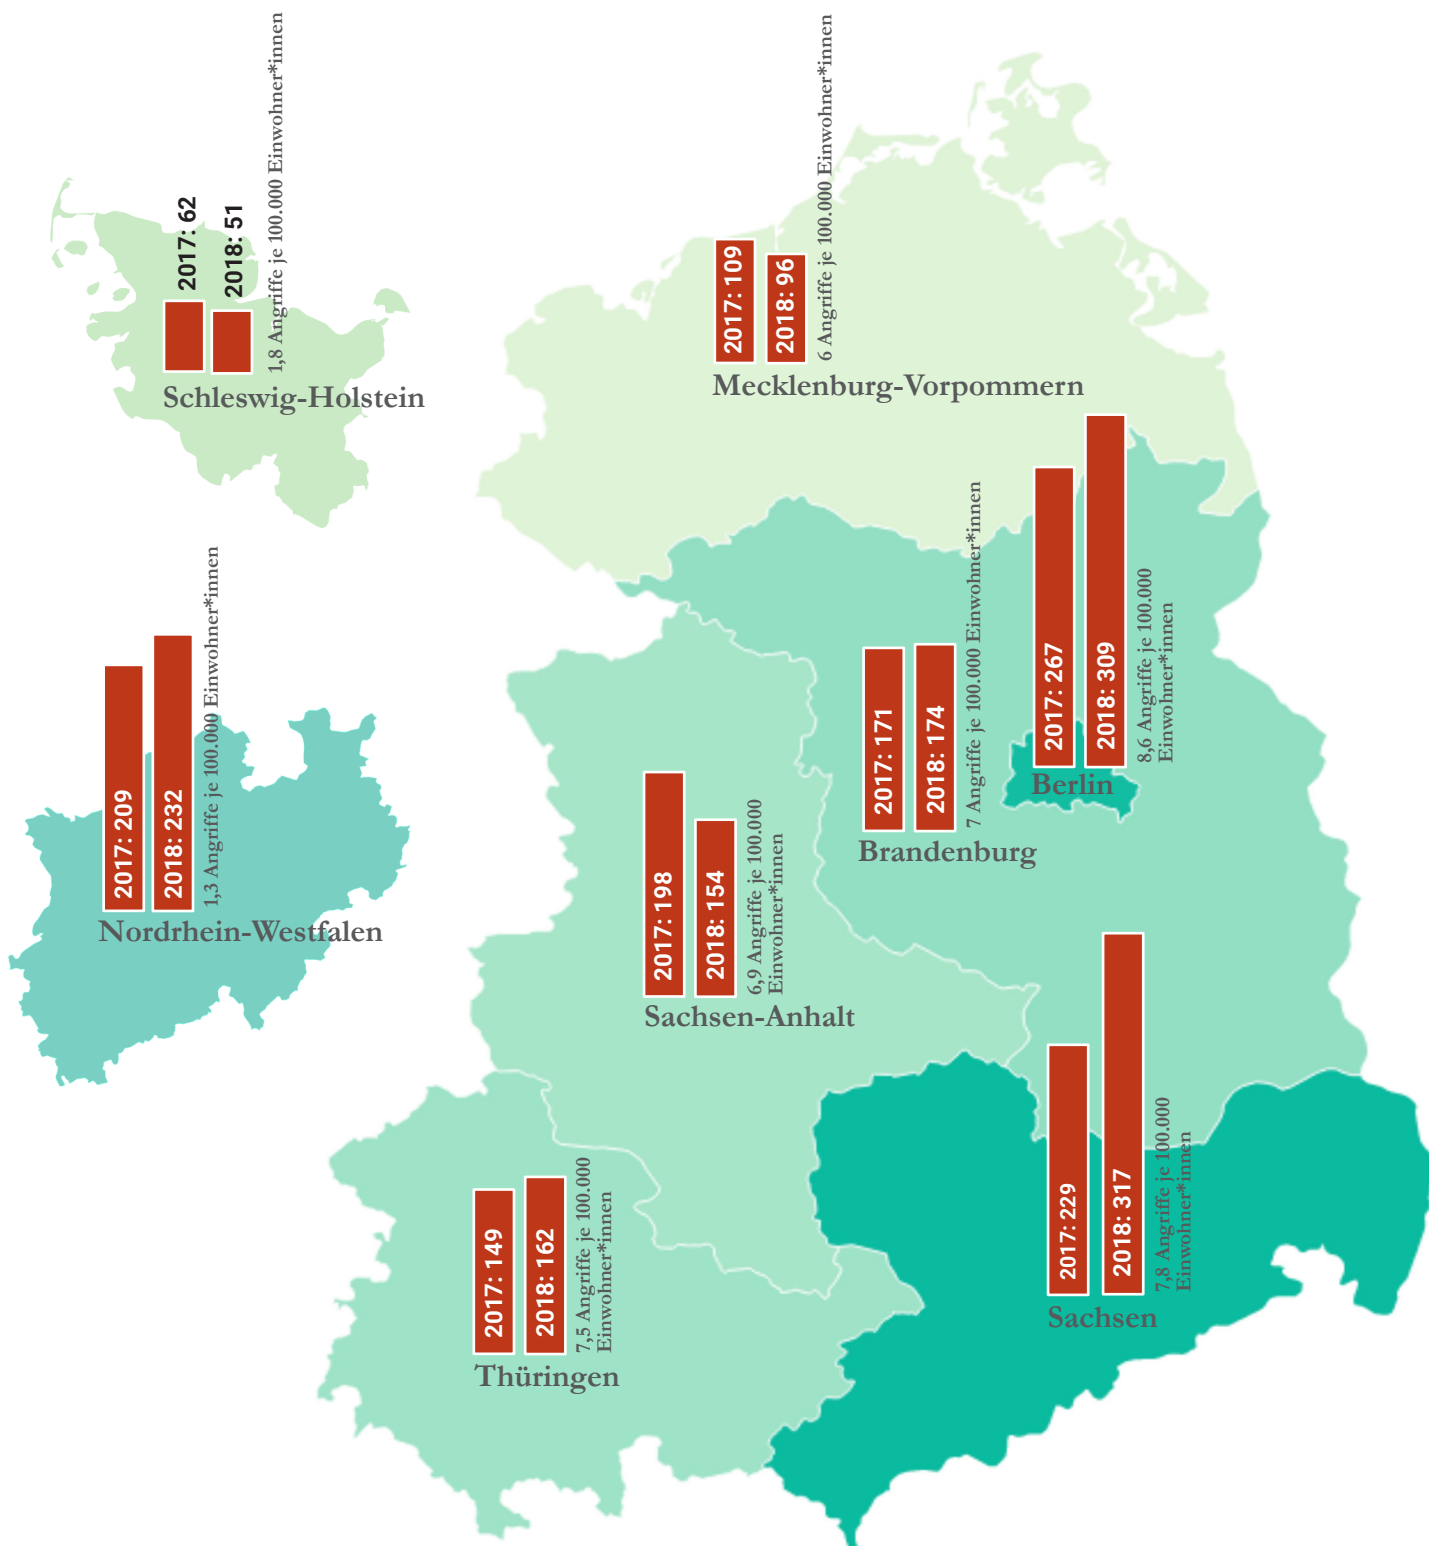 2017: 62
2018: 51
1,8 Angriffe je 100.000 Einwohner*innen
Schleswig-Holstein
2017: 109
2018: 96
6 Angriffe je 100.000 Einwohner*innen
Mecklenburg-Vorpommern
2017: 209
2018: 232
1,3 Angriffe je 100.000 Einwohner*innen
Nordrhein-Westfalen
2017: 171
2018: 174
7 Angriffe je 100.000 Einwohner*innen
Brandenburg
2017: 267
2018: 309
8,6 Angriffe je 100.000
Einwohner*innen
Berlin
2017: 198
2018: 154
6,9 Angriffe je 100.000
Einwohner*innen
Sachsen-Anhalt
2017: 149
2018: 162
7,5 Angriffe je 100.000
Einwohner*innen
Thüringen
2017: 229
2018: 317
7,8 Angriffe je 100.000
Einwohner*innen
Sachsen